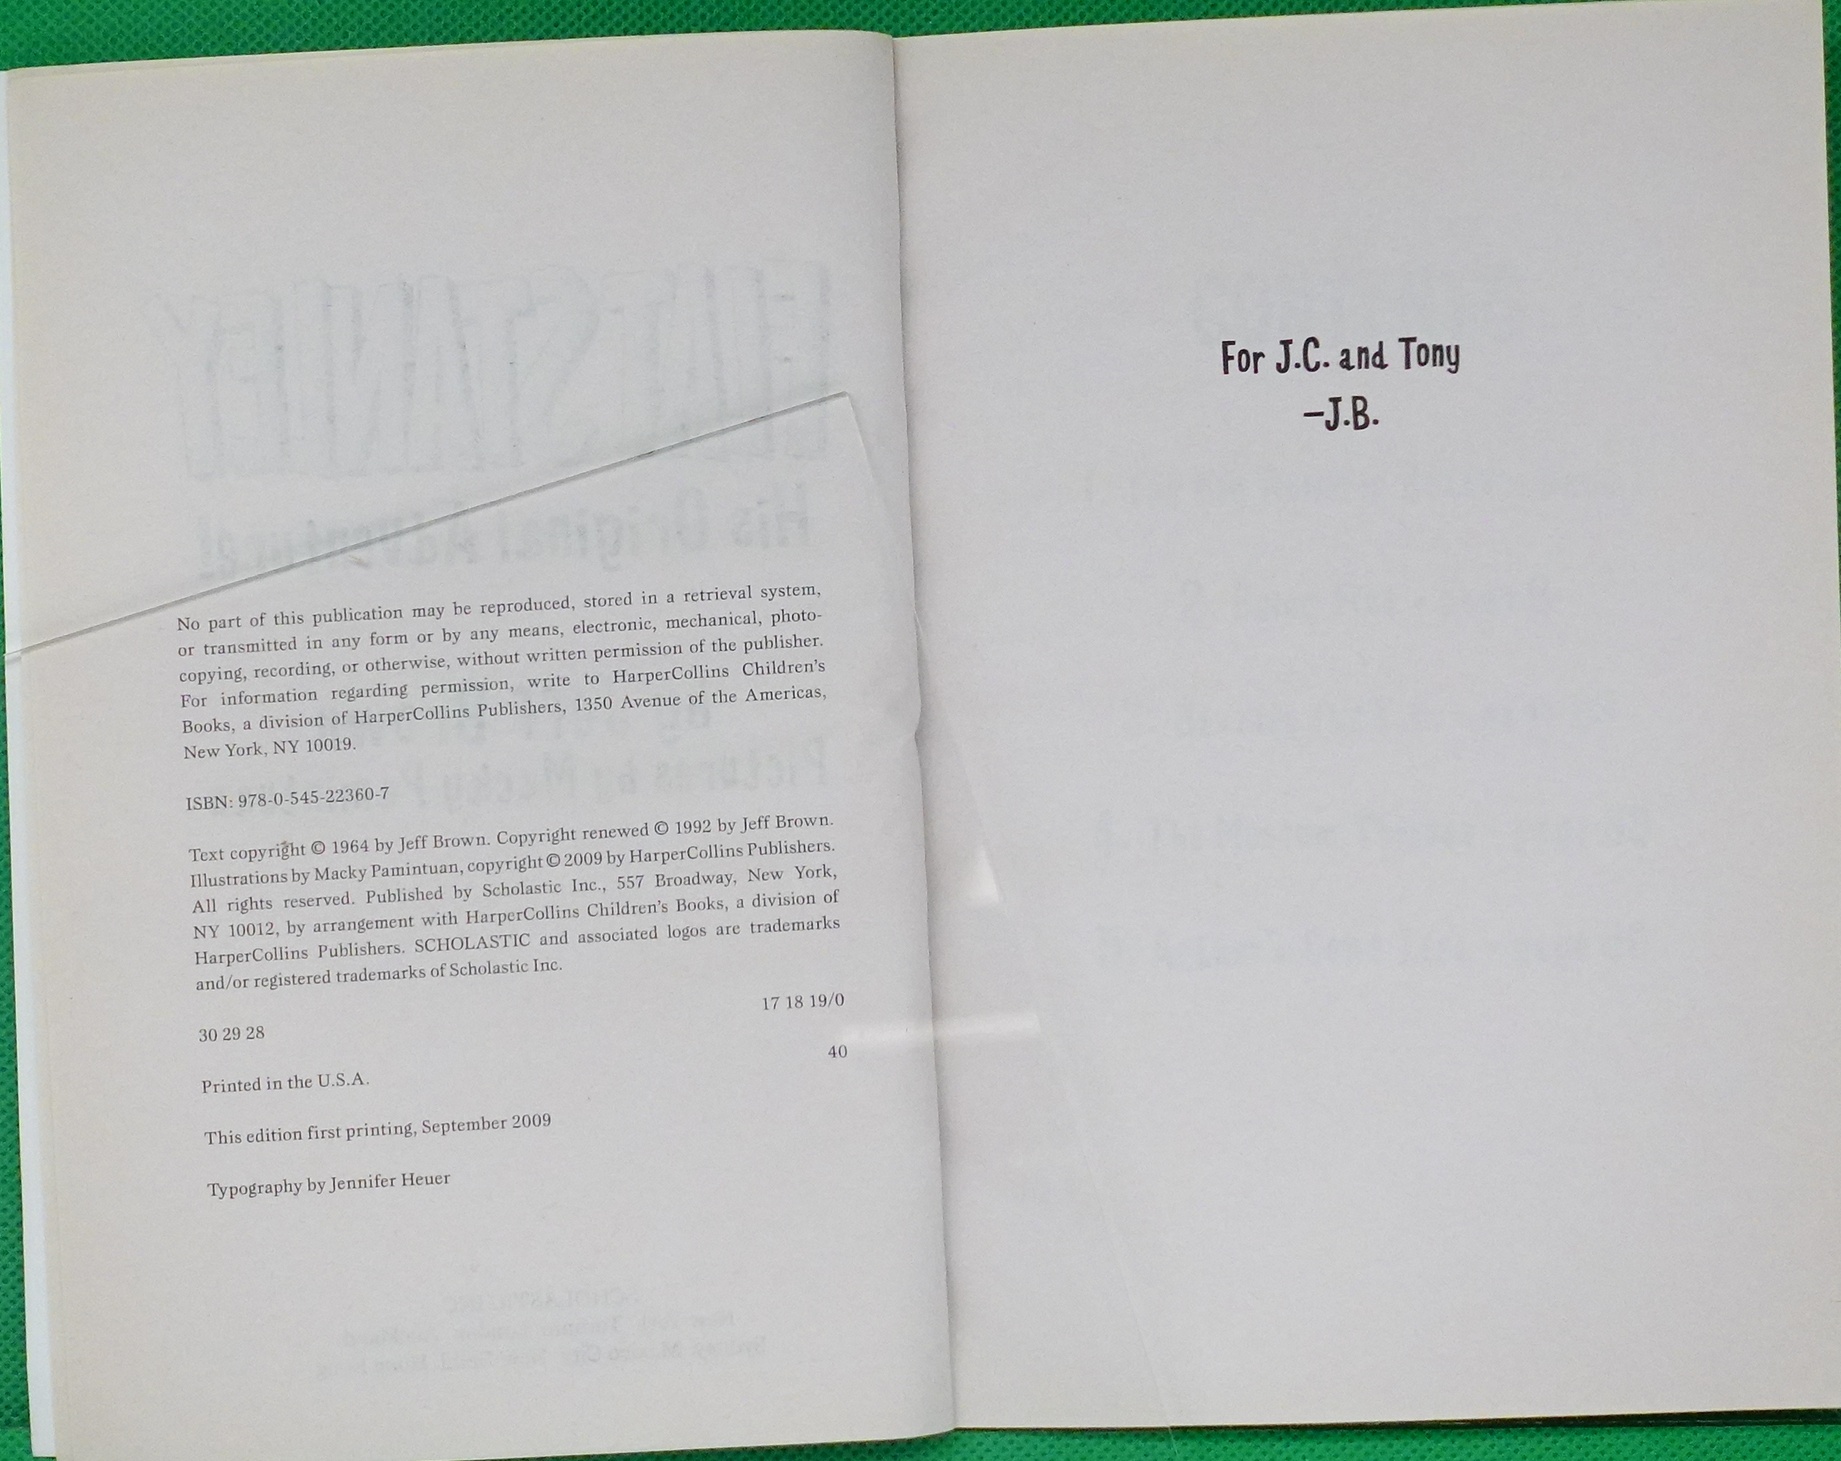 No part of this publication may be reproduced, stored in a retrieval system,
or transmitted in any form or by any means, electronic, mechanical, photo-
copying, recording, or otherwise, without written permission of the publisher.
For information regarding permission, write to HarperCollins Children's
Books, a division of HarperCollins Publishers, 1350 Avenue of the Americas,
New York, NY 10019.
ISBN: 978-0-545-22360-7
Text copyright © 1964 by Jeff Brown. Copyright renewed © 1992 by Jeff Brown.
Illustrations by Macky Pamintuan, copyright © 2009 by HarperCollins Publishers.
All rights reserved. Published by Scholastic Inc., 557 Broadway, New York,
NY 10012, by arrangement with HarperCollins Children's Books, a division of
HarperCollins Publishers. SCHOLASTIC and associated logos are trademarks
and/or registered trademarks of Scholastic Inc.
30 29 28 17 18 19/0
40
Printed in the U.S.A.
This edition first printing, September 2009
Typography by Jennifer Heuer
For J.C. and Tony
—J.B.